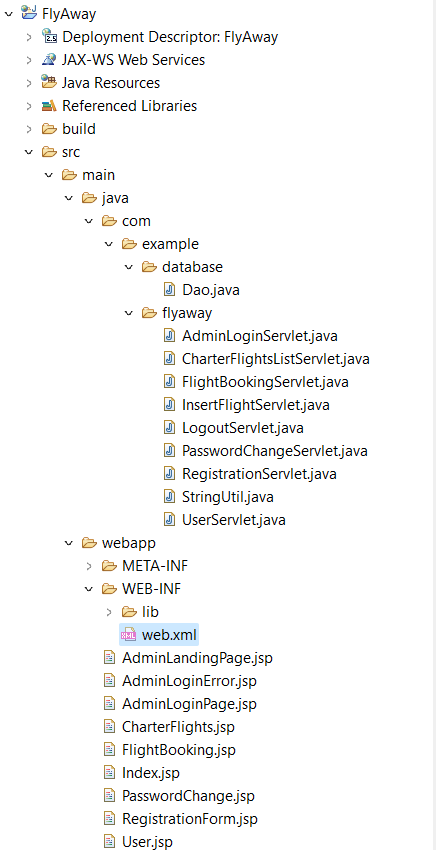 FlyAway
2.5 Deployment Descriptor: FlyAway
JAX-WS Web Services
Java Resources
Referenced Libraries
build
src
main
java
com
example
database
J Dao.java
flyaway
J AdminLoginServlet.java
J CharterFlightsListServlet.java
J FlightBookingServlet.java
J InsertFlightServlet.java
J LogoutServlet.java
J PasswordChangeServlet.java
J RegistrationServlet.java
J StringUtil.java
J UserServlet.java
webapp
META-INF
WEB-INF
lib
XML web.xml
AdminLandingPage.jsp
AdminLoginError.jsp
AdminLoginPage.jsp
CharterFlights.jsp
FlightBooking.jsp
Index.jsp
PasswordChange.jsp
RegistrationForm.jsp
User.jsp